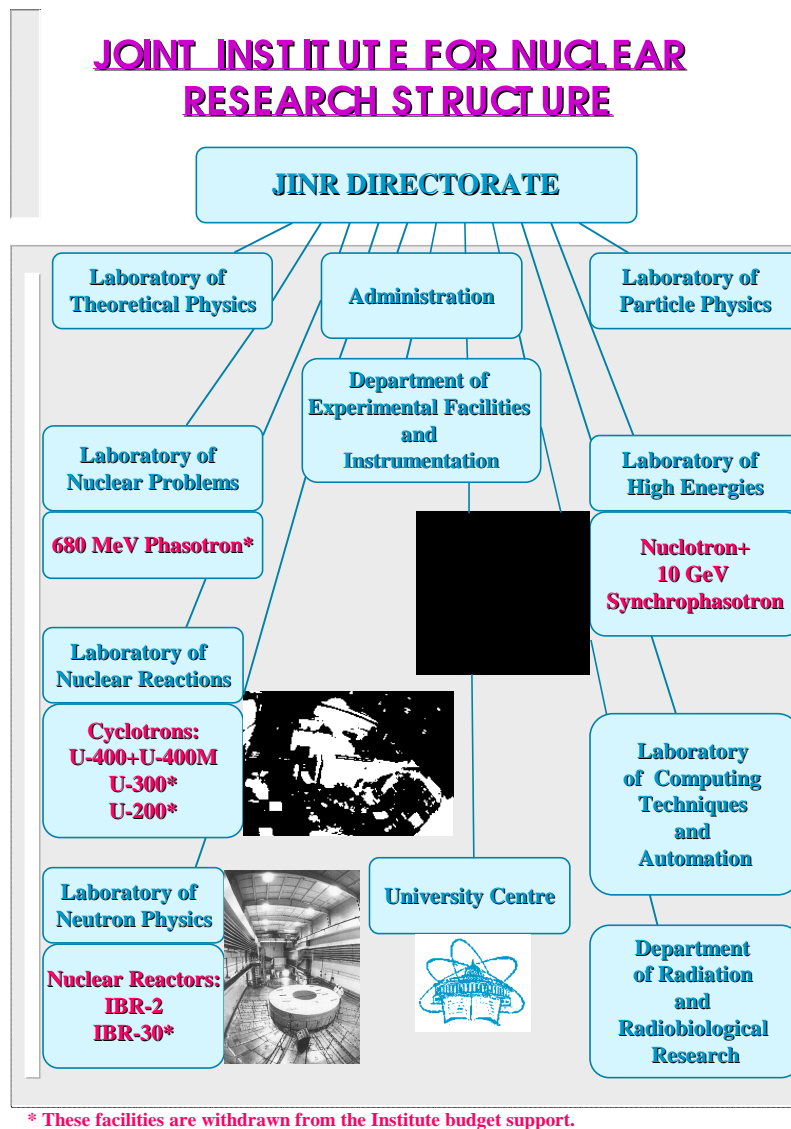 JOINT INSTITUTE FOR NUCLEAR
RESEARCH STRUCTURE
JINR DIRECTORATE
Laboratory of
Theoretical Physics
Administration
Laboratory of
Particle Physics
Department of
Experimental Facilities
and
Instrumentation
Laboratory of
Nuclear Problems
680 MeV Phasotron*
Laboratory of
High Energies
Nuclotron+
10 GeV
Synchrophasotron
Laboratory of
Nuclear Reactions
Cyclotrons:
U-400+U-400M
U-300*
U-200*
Laboratory
of Computing
Techniques
and
Automation
Laboratory of
Neutron Physics
Nuclear Reactors:
IBR-2
IBR-30*
University Centre
Department
of Radiation
and
Radiobiological
Research
* These facilities are withdrawn from the Institute budget support.